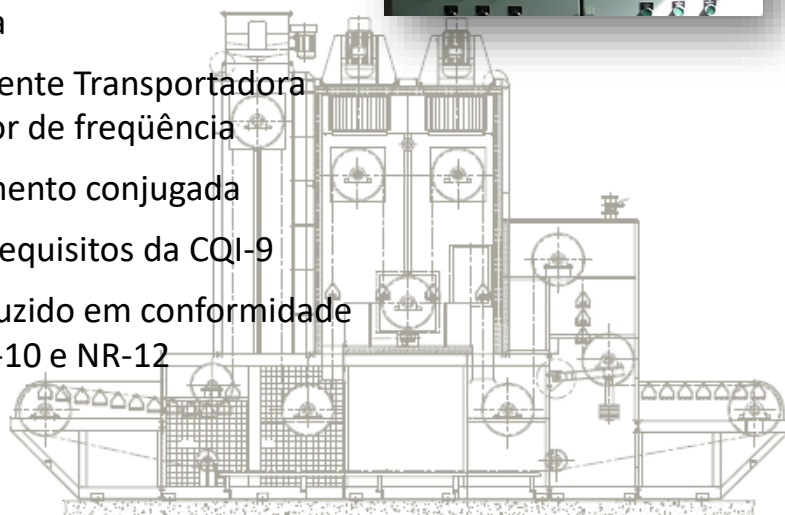 a
ente Transportadora
or de freqüência
mento conjugada
equisitos da CQI-9
uzido em conformidade
-10 e NR-12